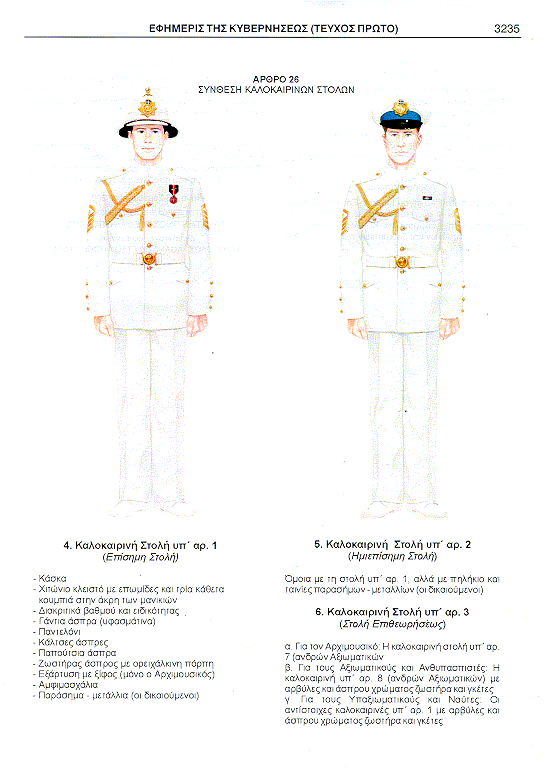 ΕΦΗΜΕΡΙΣ ΤΗΣ ΚΥΒΕΡΝΗΣΕΩΣ (ΤΕΥΧΟΣ ΠΡΩΤΟ)
3235
ΑΡΘΡΟ 26
ΣΥΝΘΕΣΗ ΚΑΛΟΚΑΙΡΙΝΩΝ ΣΤΟΛΩΝ
4. Καλοκαιρινή Στολή υπ΄ αρ. 1
(Επίσημη Στολή)
- Κάσκα
- Χιτώνιο κλειστό με επωμίδες και τρία κάθετα
κουμπιά στην άκρη των μανικιών
- Διακριτικά βαθμού και ειδικότητας
- Γάντια άσπρα (υφασμάτινα)
- Παντελόνι
- Κάλτσες άσπρες
- Παπούτσια άσπρα
- Ζωστήρας άσπρος με ορειχάλκινη πόρπη
- Εξάρτυση με ξίφος (μόνο ο Αρχιμουσικός)
- Αμφιμασχάλια
- Παράσημα - μετάλλια (οι δικαιούμενοι)
5. Καλοκαιρινή Στολή υπ΄ αρ. 2
(Ημιεπίσημη Στολή)
Όμοια με τη στολή υπ΄ αρ. 1, αλλά με πηλήκιο και
ταινίες παρασήμων - μεταλλίων (οι δικαιούμενοι)
6. Καλοκαιρινή Στολή υπ΄ αρ. 3
(Στολή Επιθεωρήσεως)
α. Για τον Αρχιμουσικό: Η καλοκαιρινή στολή υπ΄ αρ.
7 (ανδρών Αξιωματικών
β. Για τους Αξιωματικούς και Ανθυπασπιστές: Η
καλοκαιρινή υπ΄ αρ. 8 (ανδρών Αξιωματικών) με
αρβύλες και άσπρου χρώματος ζωστήρα και γκέτες
γ. Για τους Υπαξιωματικούς και Ναύτες: Οι
αντίστοιχες καλοκαιρινές υπ΄ αρ. 1 με αρβύλες και
άσπρου χρώματος ζωστήρα και γκέτες